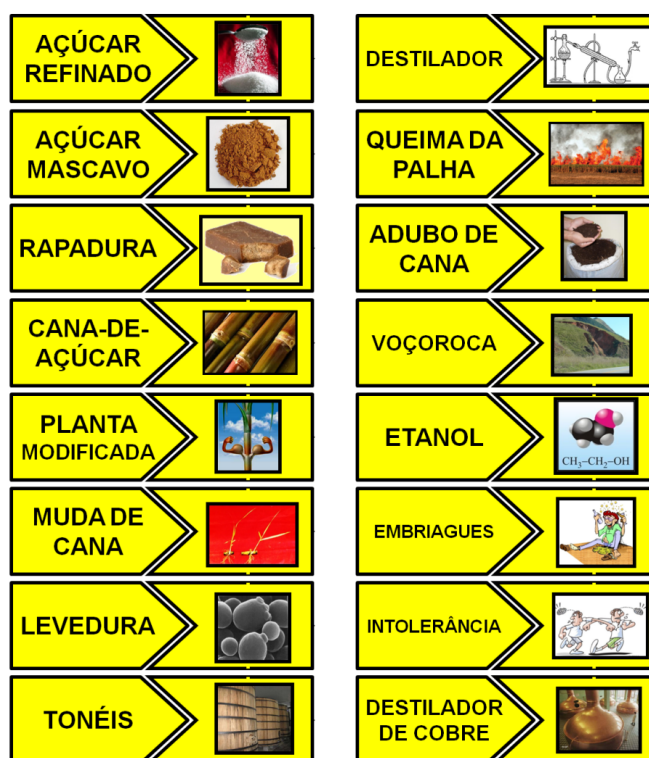 AÇÚCAR
REFINADO
AÇÚCAR
MASCAVO
RAPADURA
CANA-DE-
AÇÚCAR
PLANTA
MODIFICADA
MUDA DE
CANA
LEVEDURA
TONÉIS
DESTILADOR
QUEIMA DA
PALHA
ADUBO DE
CANA
VOÇOROCA
ETANOL
CH₃–CH₂–OH
EMBRIAGUES
INTOLERÂNCIA
DESTILADOR
DE COBRE